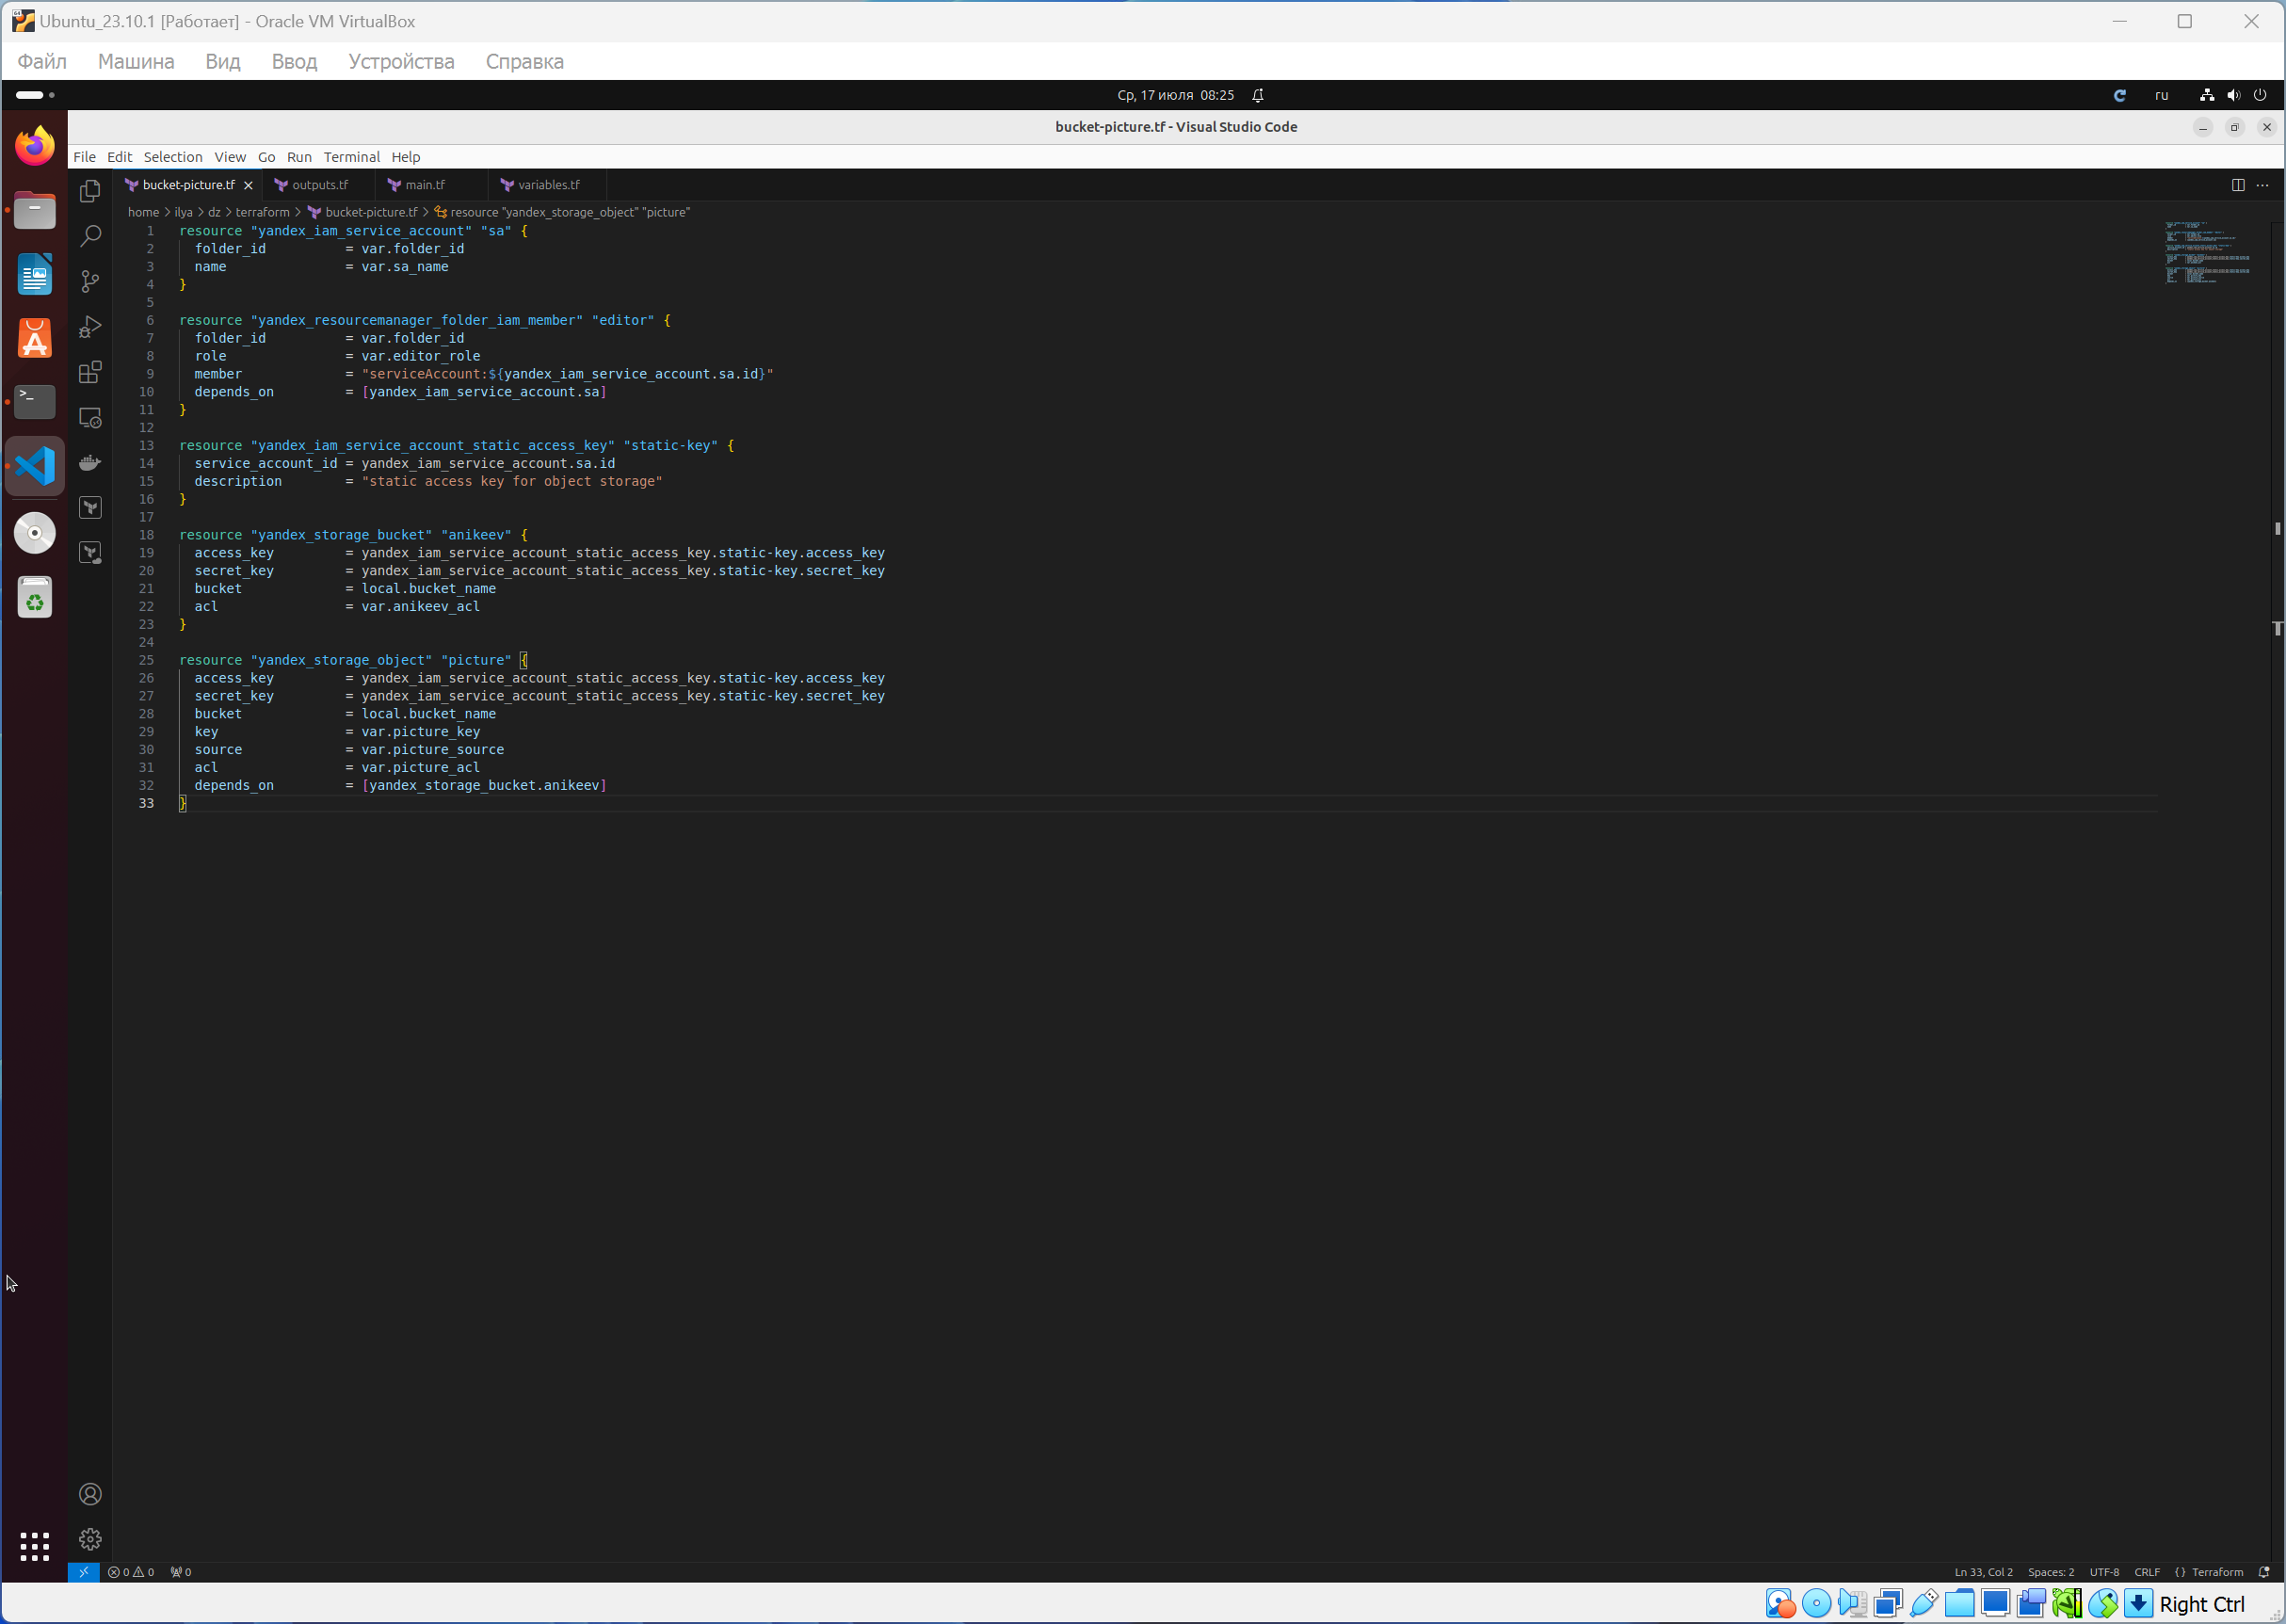 Ubuntu_23.10.1 [Работает] - Oracle VM VirtualBox
Файл Машина Вид Ввод Устройства Справка
Ср, 17 июля 08:25
ru
bucket-picture.tf - Visual Studio Code
File Edit Selection View Go Run Terminal Help
bucket-picture.tf outputs.tf main.tf variables.tf
home > ilya > dz > terraform > bucket-picture.tf > resource "yandex_storage_object" "picture"
1 resource "yandex_iam_service_account" "sa" {
2 folder_id = var.folder_id
3 name = var.sa_name
4 }
5
6 resource "yandex_resourcemanager_folder_iam_member" "editor" {
7 folder_id = var.folder_id
8 role = var.editor_role
9 member = "serviceAccount:${yandex_iam_service_account.sa.id}"
10 depends_on = [yandex_iam_service_account.sa]
11 }
12
13 resource "yandex_iam_service_account_static_access_key" "static-key" {
14 service_account_id = yandex_iam_service_account.sa.id
15 description = "static access key for object storage"
16 }
17
18 resource "yandex_storage_bucket" "anikeev" {
19 access_key = yandex_iam_service_account_static_access_key.static-key.access_key
20 secret_key = yandex_iam_service_account_static_access_key.static-key.secret_key
21 bucket = local.bucket_name
22 acl = var.anikeev_acl
23 }
24
25 resource "yandex_storage_object" "picture" {
26 access_key = yandex_iam_service_account_static_access_key.static-key.access_key
27 secret_key = yandex_iam_service_account_static_access_key.static-key.secret_key
28 bucket = local.bucket_name
29 key = var.picture_key
30 source = var.picture_source
31 acl = var.picture_acl
32 depends_on = [yandex_storage_bucket.anikeev]
33 }
0 0 0
Ln 33, Col 2 Spaces: 2 UTF-8 CRLF {} Terraform
Right Ctrl